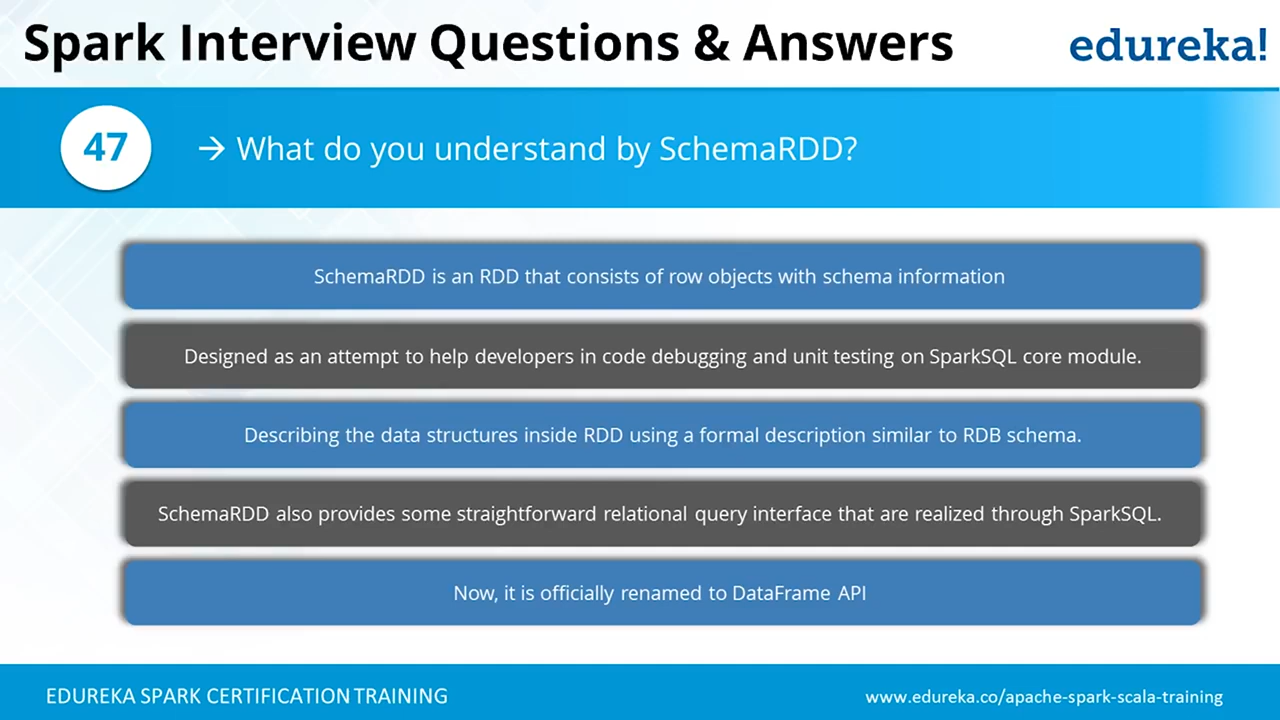 Spark Interview Questions & Answers
edureka!
47
→ What do you understand by SchemaRDD?
SchemaRDD is an RDD that consists of row objects with schema information
Designed as an attempt to help developers in code debugging and unit testing on SparkSQL core module.
Describing the data structures inside RDD using a formal description similar to RDB schema.
SchemaRDD also provides some straightforward relational query interface that are realized through SparkSQL.
Now, it is officially renamed to DataFrame API
EDUREKA SPARK CERTIFICATION TRAINING
www.edureka.co/apache-spark-scala-training